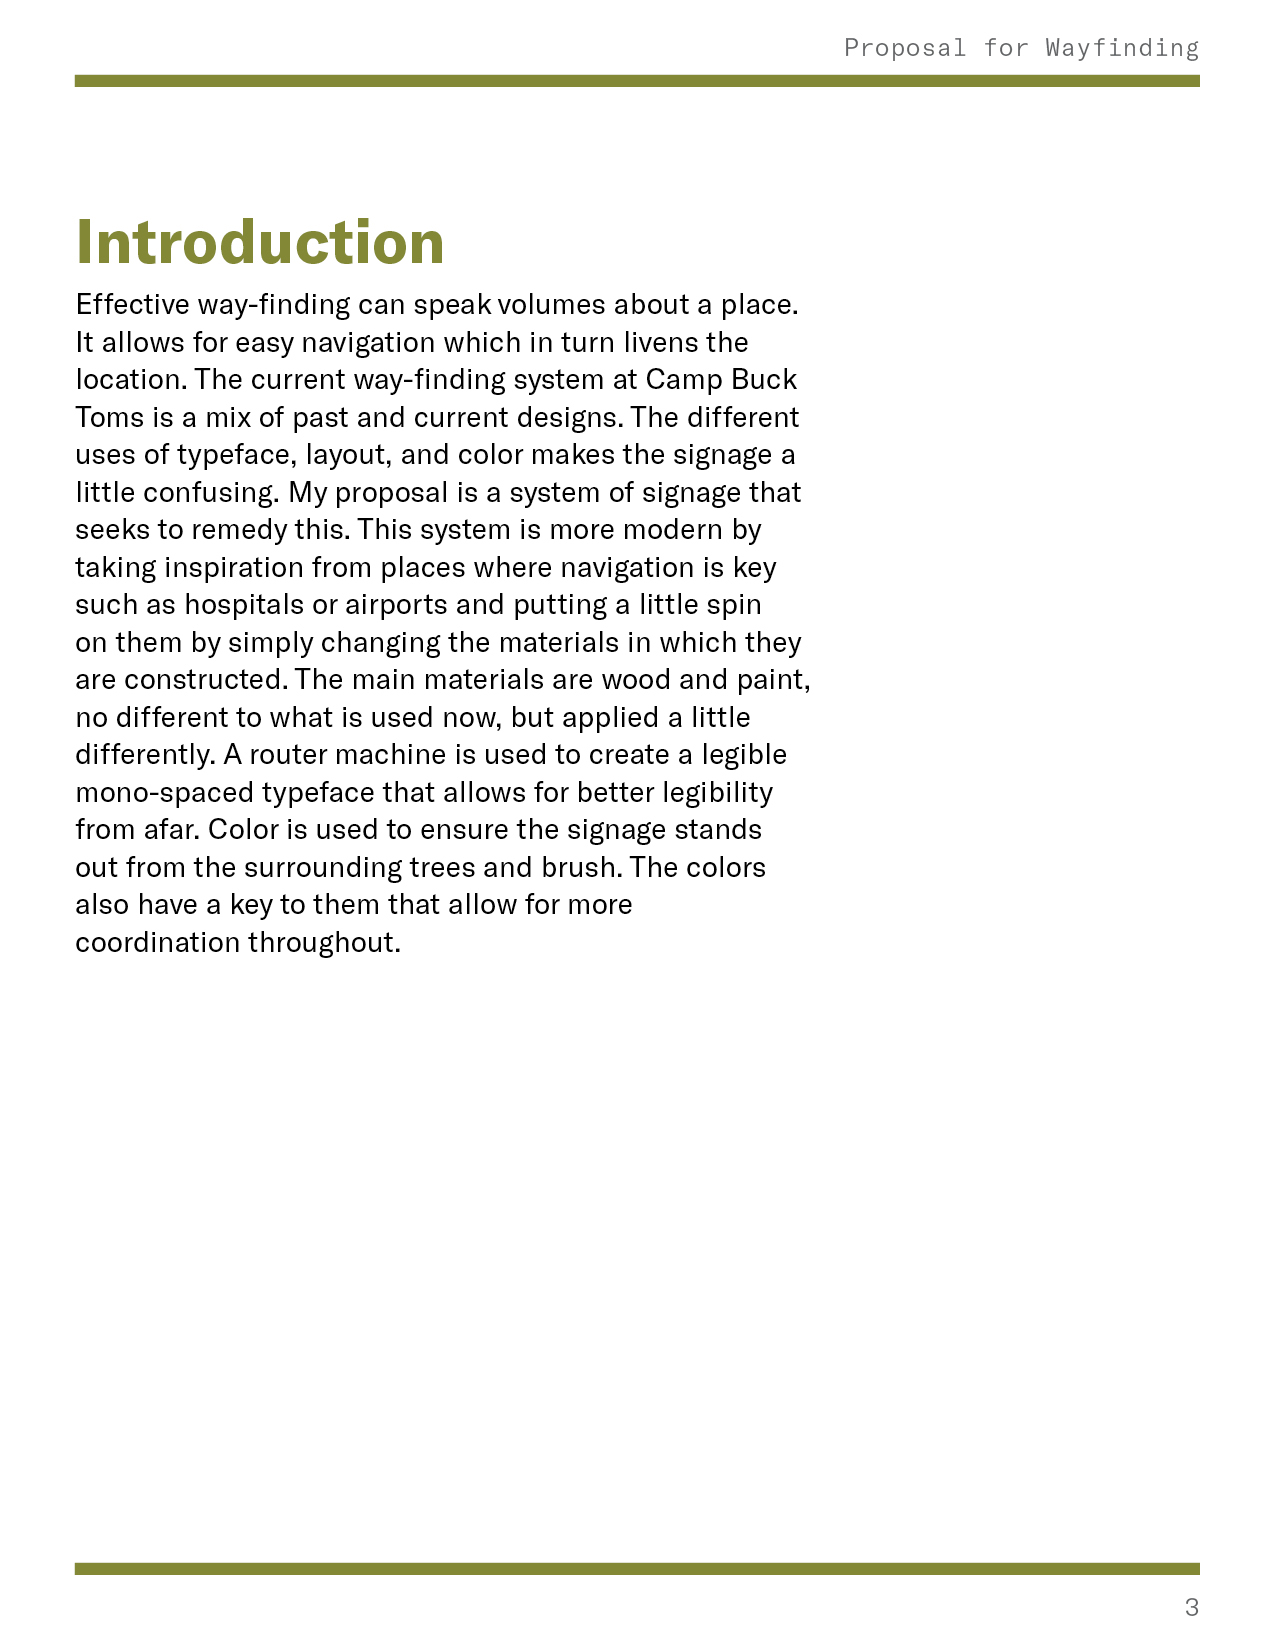 Proposal for Wayfinding
Introduction
Effective way-finding can speak volumes about a place.
It allows for easy navigation which in turn livens the
location. The current way-finding system at Camp Buck
Toms is a mix of past and current designs. The different
uses of typeface, layout, and color makes the signage a
little confusing. My proposal is a system of signage that
seeks to remedy this. This system is more modern by
taking inspiration from places where navigation is key
such as hospitals or airports and putting a little spin
on them by simply changing the materials in which they
are constructed. The main materials are wood and paint,
no different to what is used now, but applied a little
differently. A router machine is used to create a legible
mono-spaced typeface that allows for better legibility
from afar. Color is used to ensure the signage stands
out from the surrounding trees and brush. The colors
also have a key to them that allow for more
coordination throughout.
3